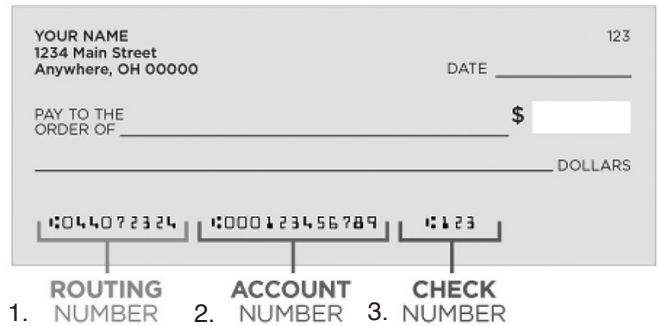 YOUR NAME 123
1234 Main Street
Anywhere, OH 00000
DATE
PAY TO THE
ORDER OF $
DOLLARS
⑆044072324 ⑆000123456789 ⑆123
ROUTING ACCOUNT CHECK
1. NUMBER 2. NUMBER 3. NUMBER